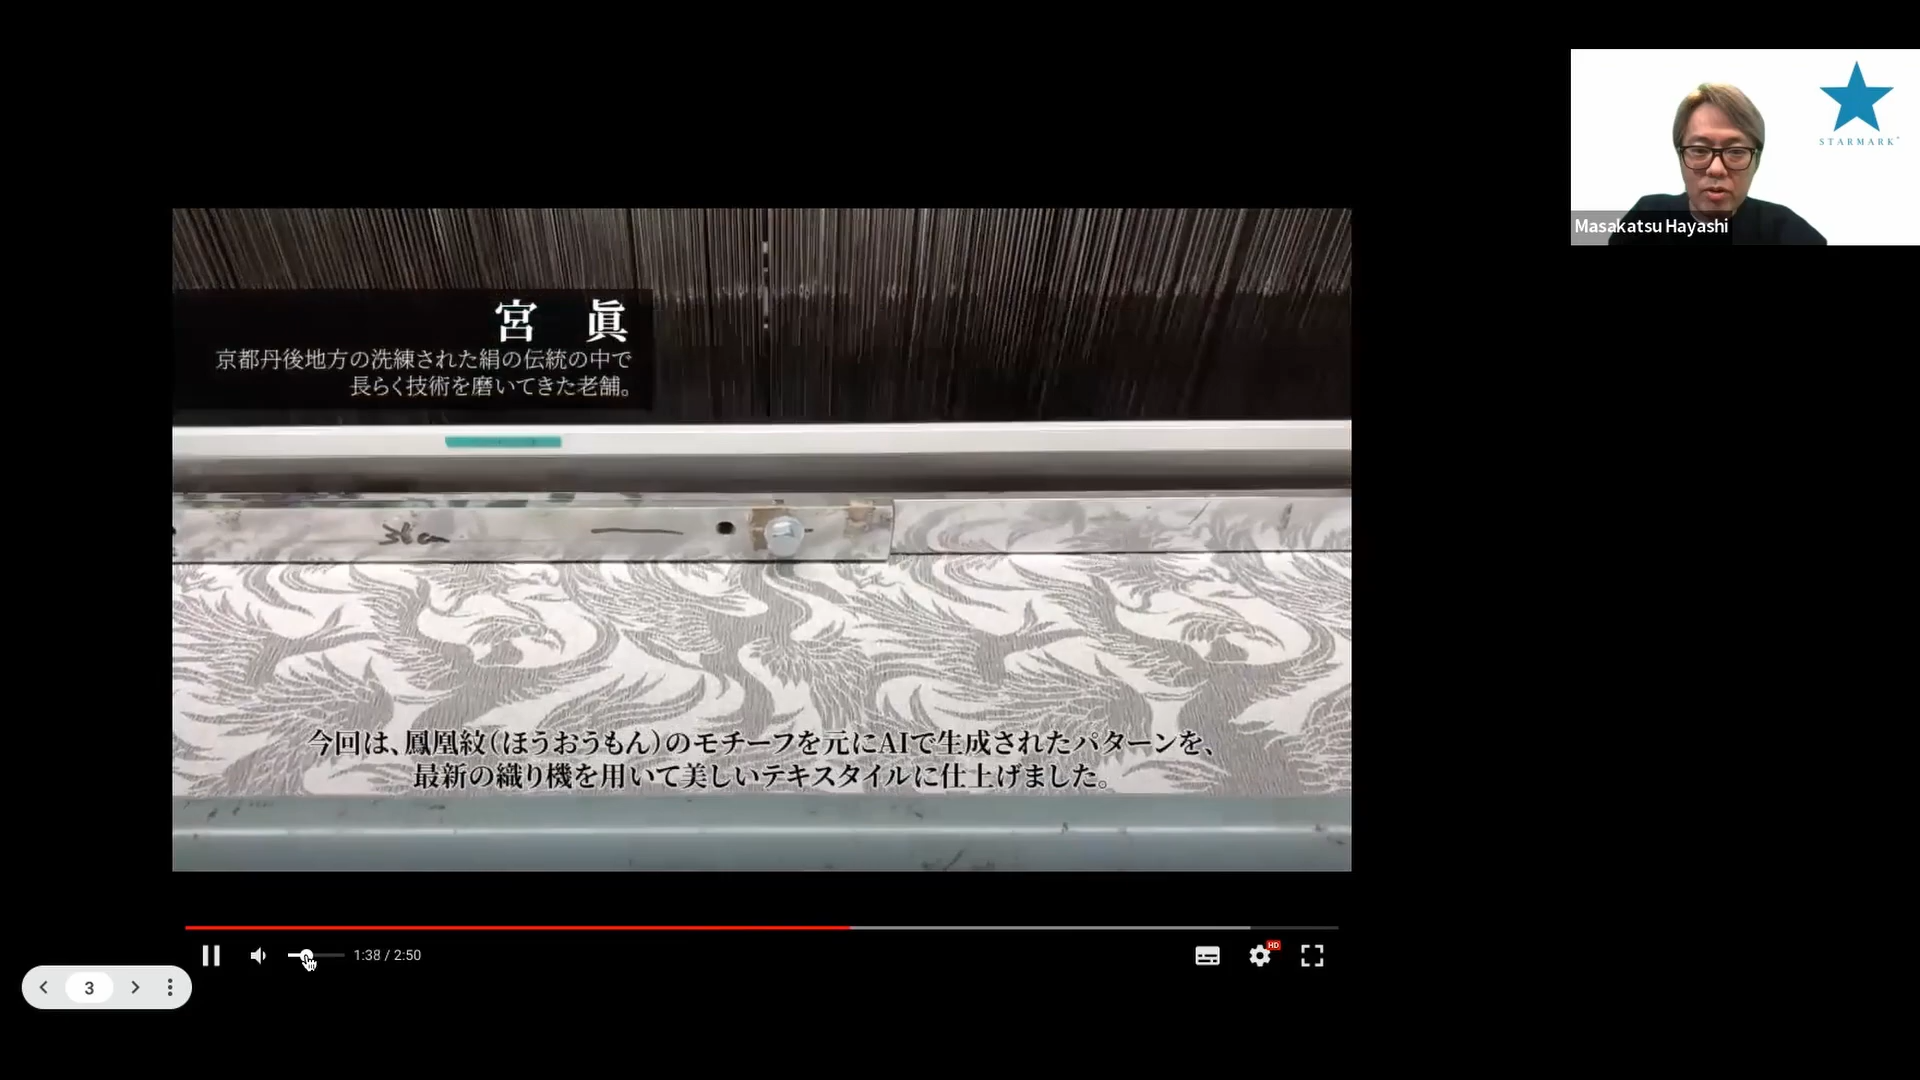 宮 眞
京都丹後地方の洗練された絹の伝統の中で
長らく技術を磨いてきた老舗。
36cm
今回は、鳳凰紋(ほうおうもん)のモチーフを元にAIで生成されたパターンを、
最新の織り機を用いて美しいテキスタイルに仕上げました。
1:38 / 2:50
HD
3
STARMARK
Masakatsu Hayashi